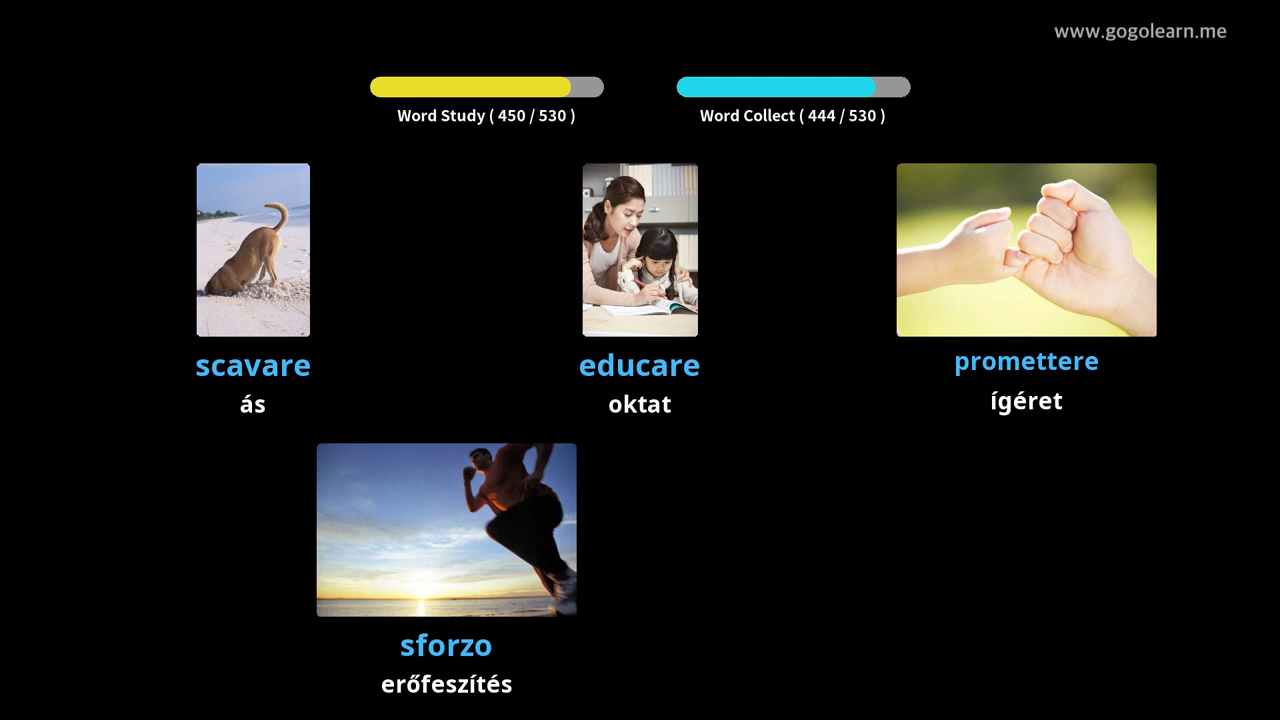 www.gogolearn.me
Word Study ( 450 / 530 )
Word Collect ( 444 / 530 )
scavare
ás
educare
oktat
promettere
ígéret
sforzo
erőfeszítés